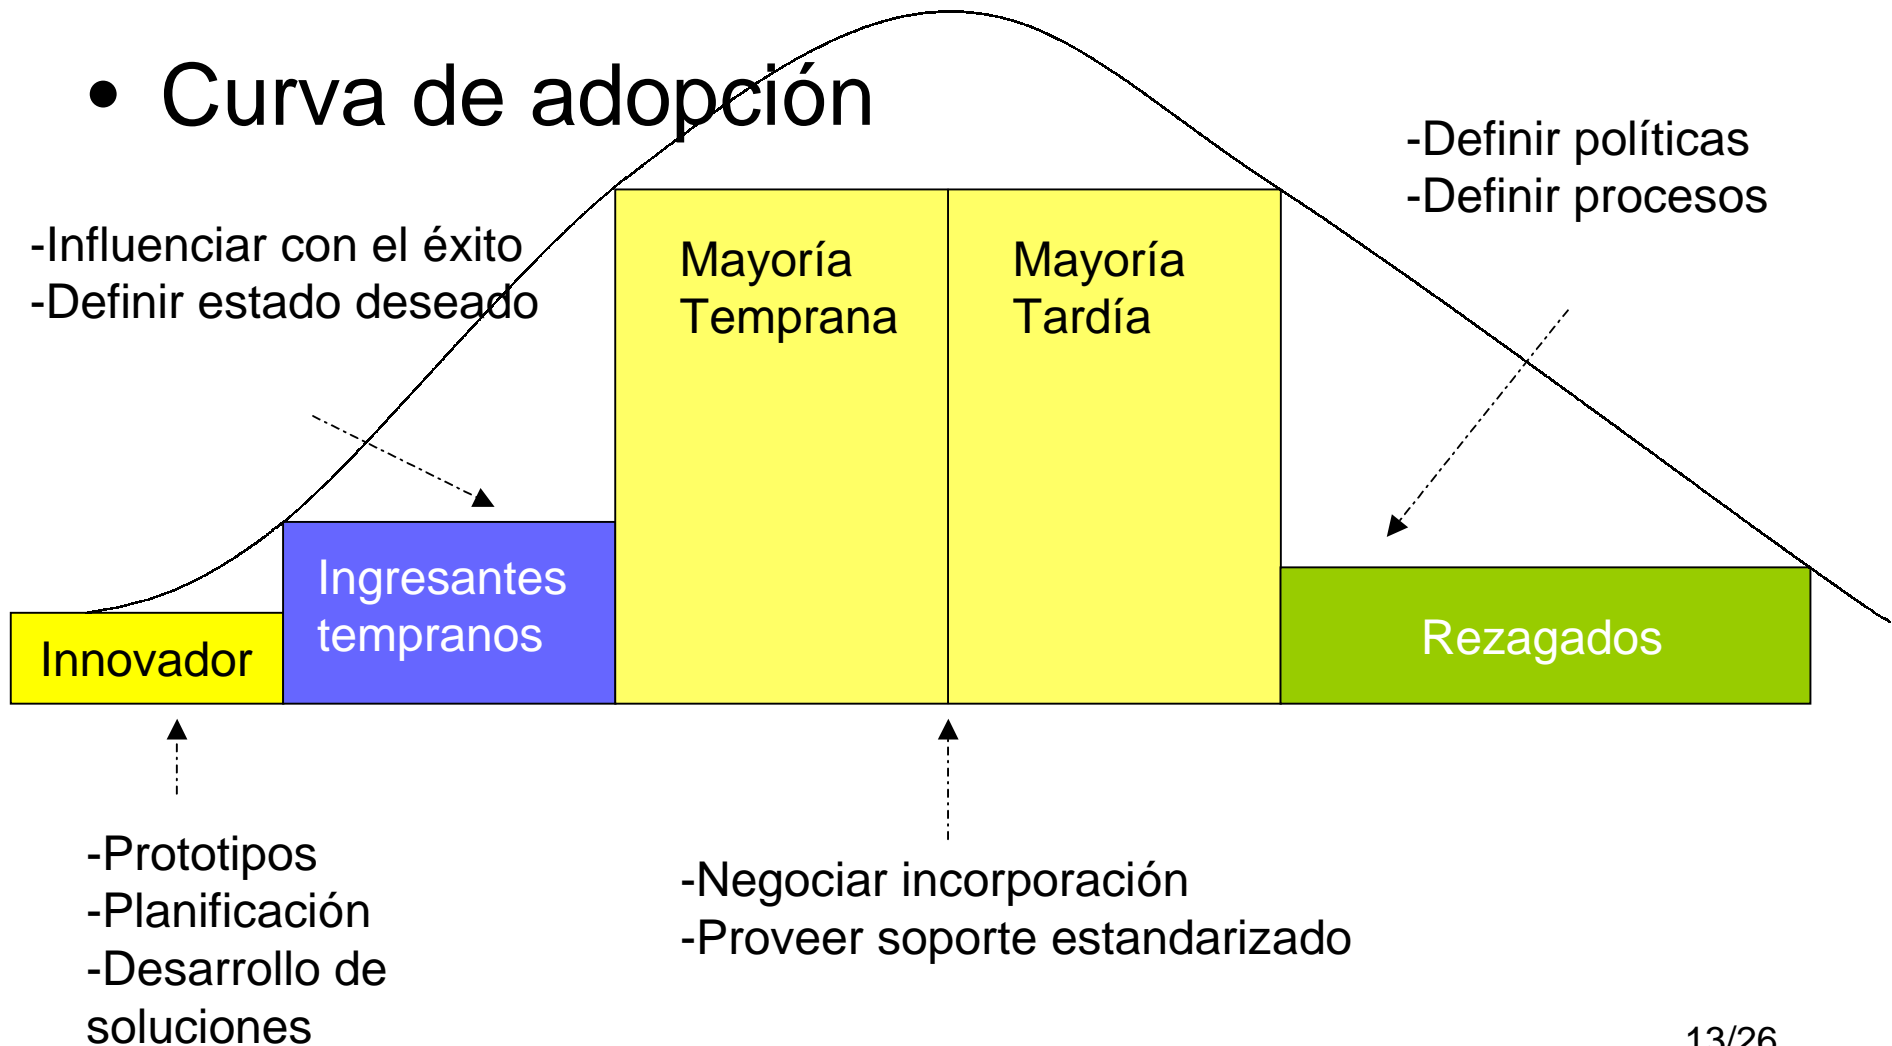 • Curva de adopción
-Definir políticas
-Definir procesos
-Influenciar con el éxito
-Definir estado deseado
Mayoría
Temprana
Mayoría
Tardía
Ingresantes
tempranos
Innovador
Rezagados
-Prototipos
-Planificación
-Desarrollo de
soluciones
-Negociar incorporación
-Proveer soporte estandarizado
13/26